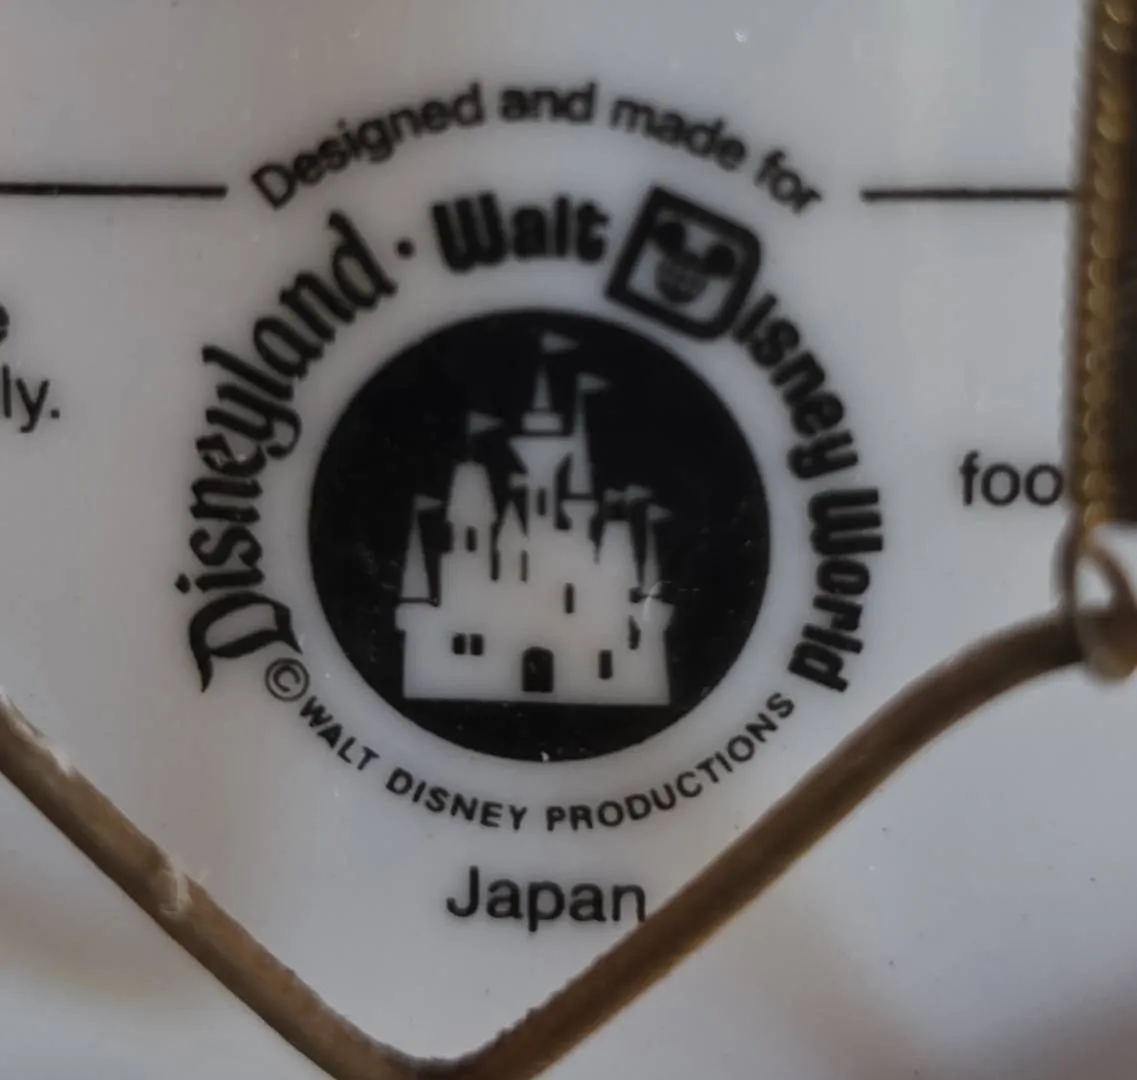 Designed and made for
Disneyland · Walt Disney World
© WALT DISNEY PRODUCTIONS
Japan
ly.
foo